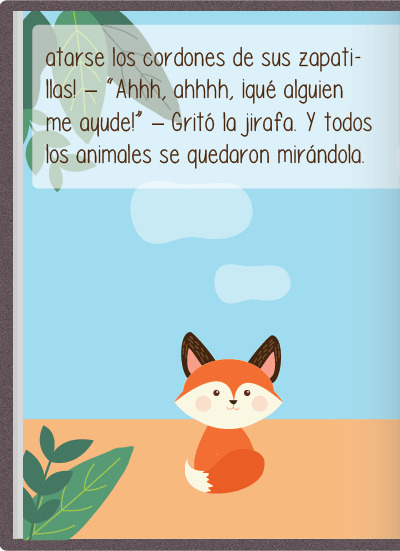 atarse los cordones de sus zapati-
llas! – “Ahhh, ahhhh, ¡qué alguien
me ayude!” – Gritó la jirafa. Y todos
los animales se quedaron mirándola.